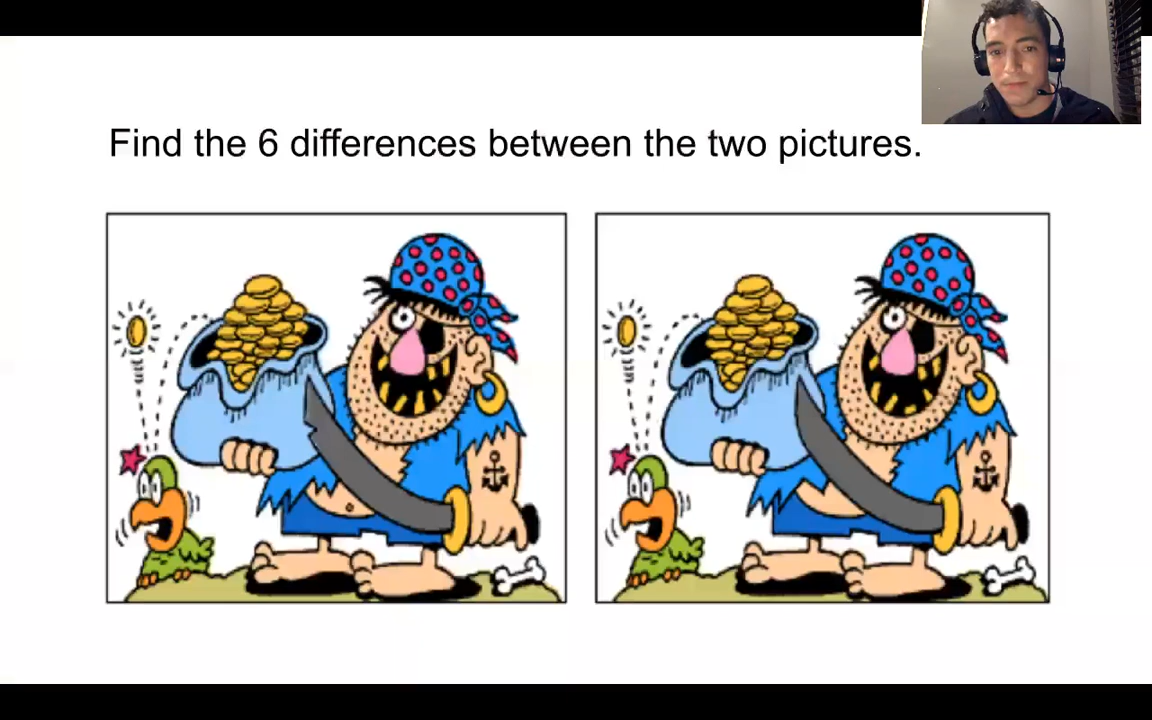 Find the 6 differences between the two pictures.